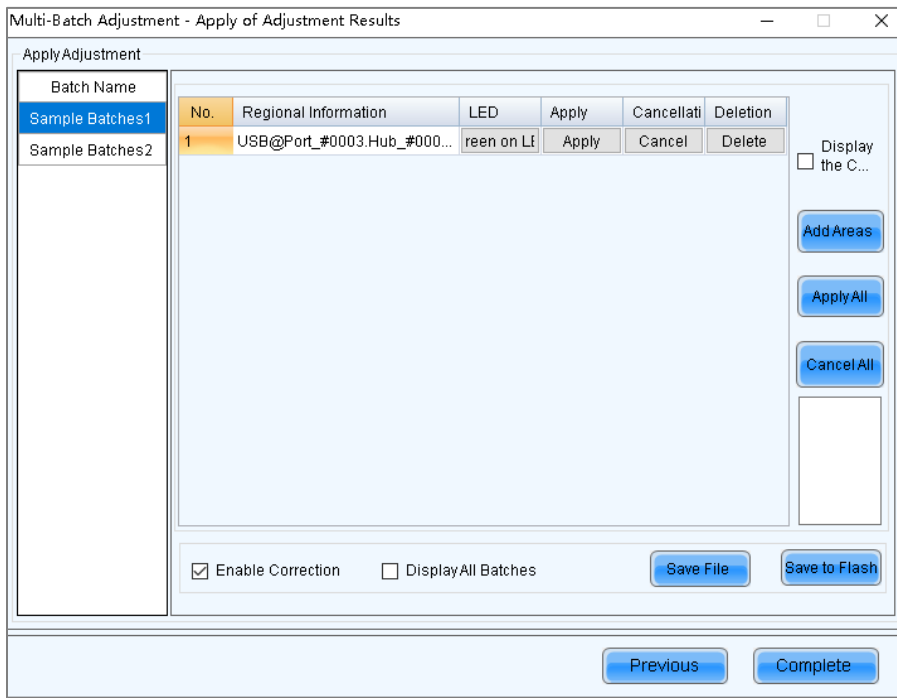 Multi-Batch Adjustment - Apply of Adjustment Results
Apply Adjustment
Batch Name
Sample Batches1
Sample Batches2
No. Regional Information LED Apply Cancellati Deletion
1 USB@Port_#0003.Hub_#000... reen on LE Apply Cancel Delete
Display
the C...
Add Areas
Apply All
Cancel All
Enable Correction Display All Batches Save File Save to Flash
Previous Complete